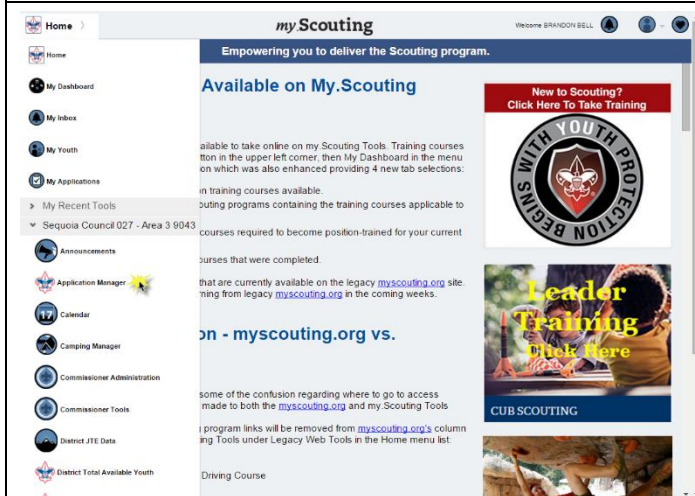 Home
my.Scouting
Welcome BRANDON BELL
Empowering you to deliver the Scouting program.
Home
My Dashboard
My Inbox
My Youth
My Applications
My Recent Tools
Sequoia Council 027 - Area 3 9043
Announcements
Application Manager
17
Calendar
Camping Manager
Commissioner Administration
Commissioner Tools
District JTE Data
District Total Available Youth
Available on My.Scouting
ailable to take online on my.Scouting Tools. Training courses
tton in the upper left corner, then My Dashboard in the menu
on which was also enhanced providing 4 new tab selections:
n training courses available.
outing programs containing the training courses applicable to
courses required to become position-trained for your current
ourses that were completed.
that are currently available on the legacy myscouting.org site.
rning from legacy myscouting.org in the coming weeks.
on - myscouting.org vs.
some of the confusion regarding where to go to access
made to both the myscouting.org and my.Scouting Tools
g program links will be removed from myscouting.org's column
ing Tools under Legacy Web Tools in the Home menu list:
Driving Course
New to Scouting?
Click Here To Take Training
WITH YOUTH PROTECTION
BEGINS
Leader
Training
Click Here
CUB SCOUTING